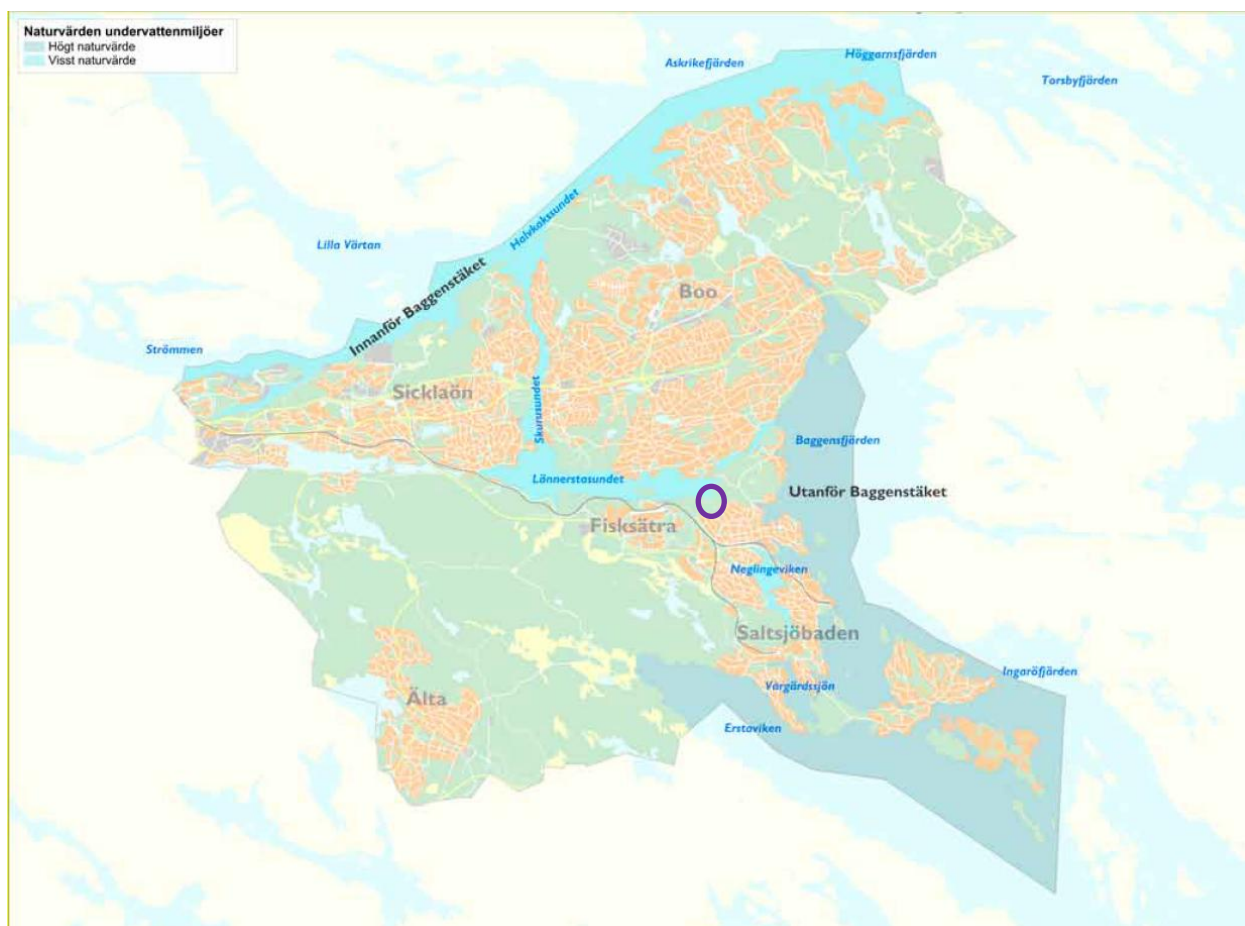 Naturvärden undervattenmiljöer
Högt naturvärde
Visst naturvärde
Askrikefjärden
Höggarnsfjärden
Torsbyfjärden
Halvkakssundet
Lilla Värtan
Innanför Baggenstäket
Boo
Strömmen
Sicklaön
Skurusundet
Baggensfjärden
Lännerstasundet
Utanför Baggenstäket
Fisksätra
Neglingeviken
Saltsjöbaden
Ingaröfjärden
Vårgärdssjön
Älta
Erstaviken